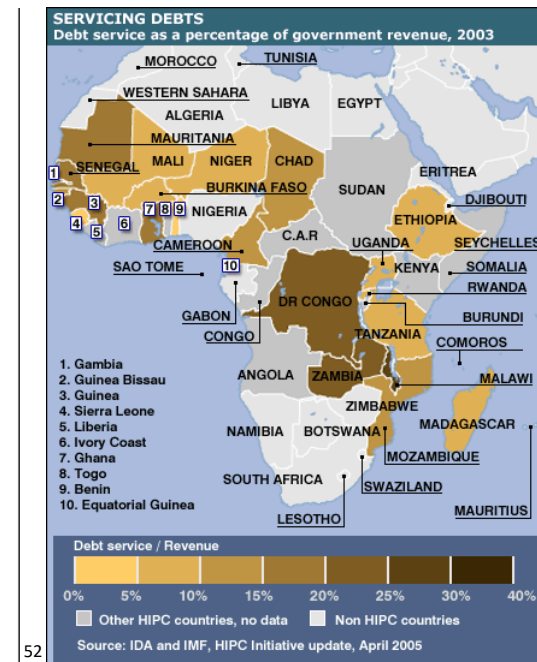 SERVICING DEBTS
Debt service as a percentage of government revenue, 2003
MOROCCO
TUNISIA
WESTERN SAHARA
ALGERIA
LIBYA
EGYPT
MAURITANIA
1
SENEGAL
MALI
NIGER
CHAD
ERITREA
2
3
BURKINA FASO
SUDAN
DJIBOUTI
4
5
6
7
8
9
NIGERIA
ETHIOPIA
CAMEROON
C.A.R
UGANDA
SEYCHELLES
SAO TOME
10
KENYA
SOMALIA
RWANDA
GABON
DR CONGO
BURUNDI
CONGO
TANZANIA
COMOROS
ANGOLA
ZAMBIA
MALAWI
ZIMBABWE
NAMIBIA
BOTSWANA
MADAGASCAR
MOZAMBIQUE
SOUTH AFRICA
SWAZILAND
LESOTHO
MAURITIUS
1. Gambia
2. Guinea Bissau
3. Guinea
4. Sierra Leone
5. Liberia
6. Ivory Coast
7. Ghana
8. Togo
9. Benin
10. Equatorial Guinea
Debt service / Revenue
0% 5% 10% 15% 20% 25% 30% 40%
Other HIPC countries, no data
Non HIPC countries
Source: IDA and IMF, HIPC Initiative update, April 2005
52